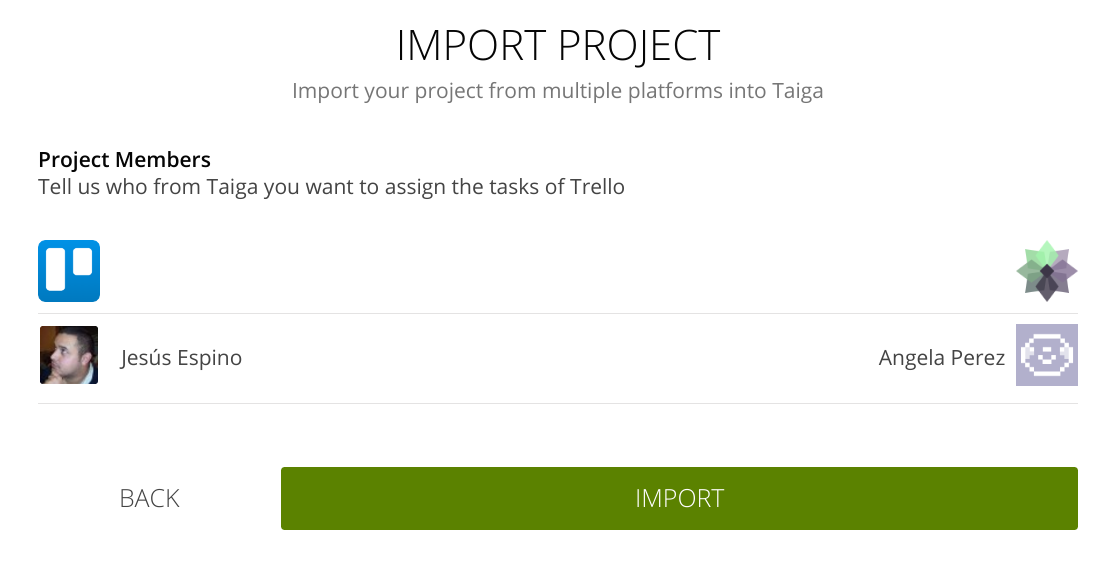 IMPORT PROJECT
Import your project from multiple platforms into Taiga
Project Members
Tell us who from Taiga you want to assign the tasks of Trello
Jesús Espino
Angela Perez
BACK
IMPORT